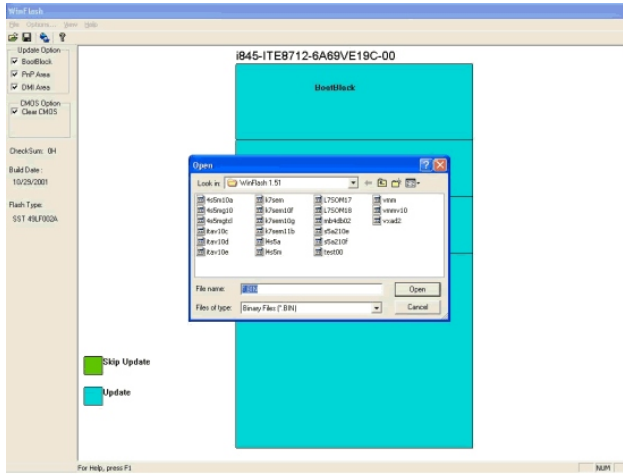 WinFlash
File Options... View Help
Update Option
BootBlock
PnP Area
DMI Area
CMOS Option
Clear CMOS
CheckSum: 0H
Build Date :
10/29/2001
Flash Type:
SST 49LF002A
i845-ITE8712-6A69VE19C-00
BootBlock
Open
Look in: WinFlash 1.51
4s5m10a k7sem L7SOM17 vmm
4s5mg10 k7sem10f L7SOM18 vmmv10
4s5mgtd k7sem10g mb4db02 vxad2
itav10c k7sem11b s5a210e
itav10d l4s5a s5a210f
itav10e l4s5m test00
File name: *.BIN Open
Files of type: Binary Files (*.BIN) Cancel
Skip Update
Update
For Help, press F1 NUM